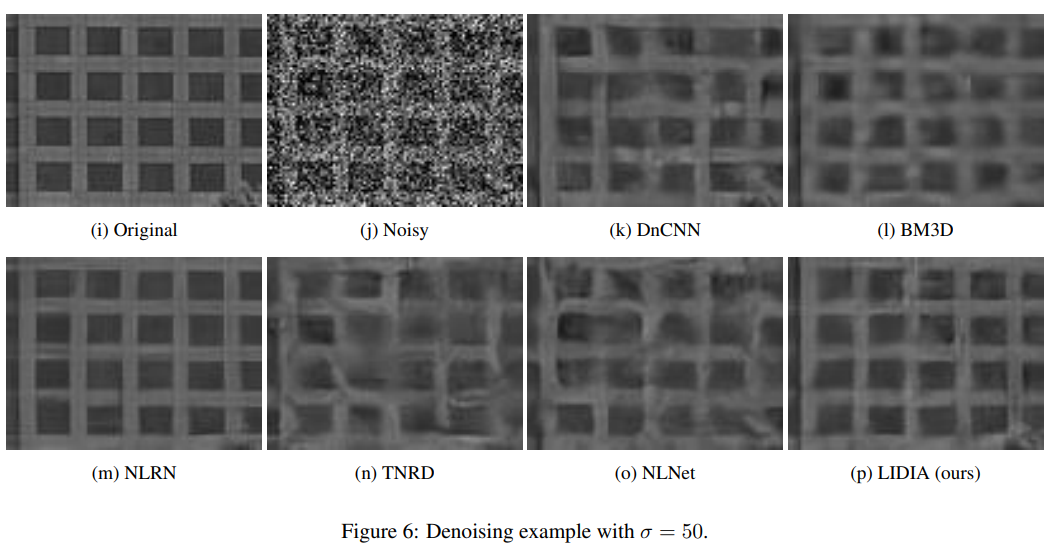 (i) Original
(j) Noisy
(k) DnCNN
(l) BM3D
(m) NLRN
(n) TNRD
(o) NLNet
(p) LIDIA (ours)
Figure 6: Denoising example with σ = 50.